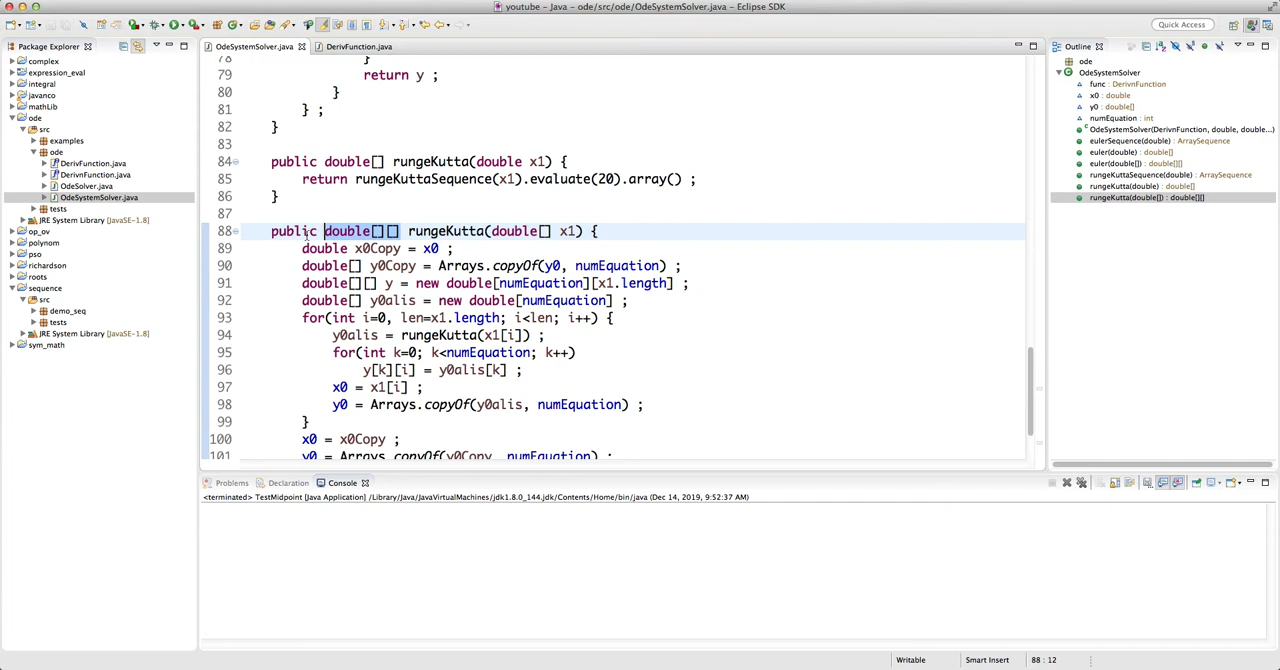 youtube - Java - ode/src/ode/OdeSystemSolver.java - Eclipse SDK
Quick Access
Package Explorer
complex
expression_eval
integral
javanco
mathLib
ode
src
examples
ode
DerivFunction.java
DerivnFunction.java
OdeSolver.java
OdeSystemSolver.java
tests
JRE System Library [JavaSE-1.8]
op_ov
polynom
pso
richardson
roots
sequence
src
demo_seq
tests
JRE System Library [JavaSE-1.8]
sym_math
OdeSystemSolver.java
DerivFunction.java
78 }
79 return y ;
80 }
81 } ;
82 }
83
84 public double[] rungeKutta(double x1) {
85 return rungeKuttaSequence(x1).evaluate(20).array() ;
86 }
87
88 public double[][] rungeKutta(double[] x1) {
89 double x0Copy = x0 ;
90 double[] y0Copy = Arrays.copyOf(y0, numEquation) ;
91 double[][] y = new double[numEquation][x1.length] ;
92 double[] y0alis = new double[numEquation] ;
93 for(int i=0, len=x1.length; i<len; i++) {
94 y0alis = rungeKutta(x1[i]) ;
95 for(int k=0; k<numEquation; k++)
96 y[k][i] = y0alis[k] ;
97 x0 = x1[i] ;
98 y0 = Arrays.copyOf(y0alis, numEquation) ;
99 }
100 x0 = x0Copy ;
101 y0 = Arrays.copyOf(y0Copy, numEquation) ;
Outline
ode
OdeSystemSolver
func : DerivnFunction
x0 : double
y0 : double[]
numEquation : int
OdeSystemSolver(DerivnFunction, double, double...)
eulerSequence(double) : ArraySequence
euler(double) : double[]
euler(double[]) : double[][]
rungeKuttaSequence(double) : ArraySequence
rungeKutta(double) : double[]
rungeKutta(double[]) : double[][]
Problems
Declaration
Console
<terminated> TestMidpoint [Java Application] /Library/Java/JavaVirtualMachines/jdk1.8.0_144.jdk/Contents/Home/bin/java (Dec 14, 2019, 9:52:37 AM)
Writable
Smart Insert
88 : 12